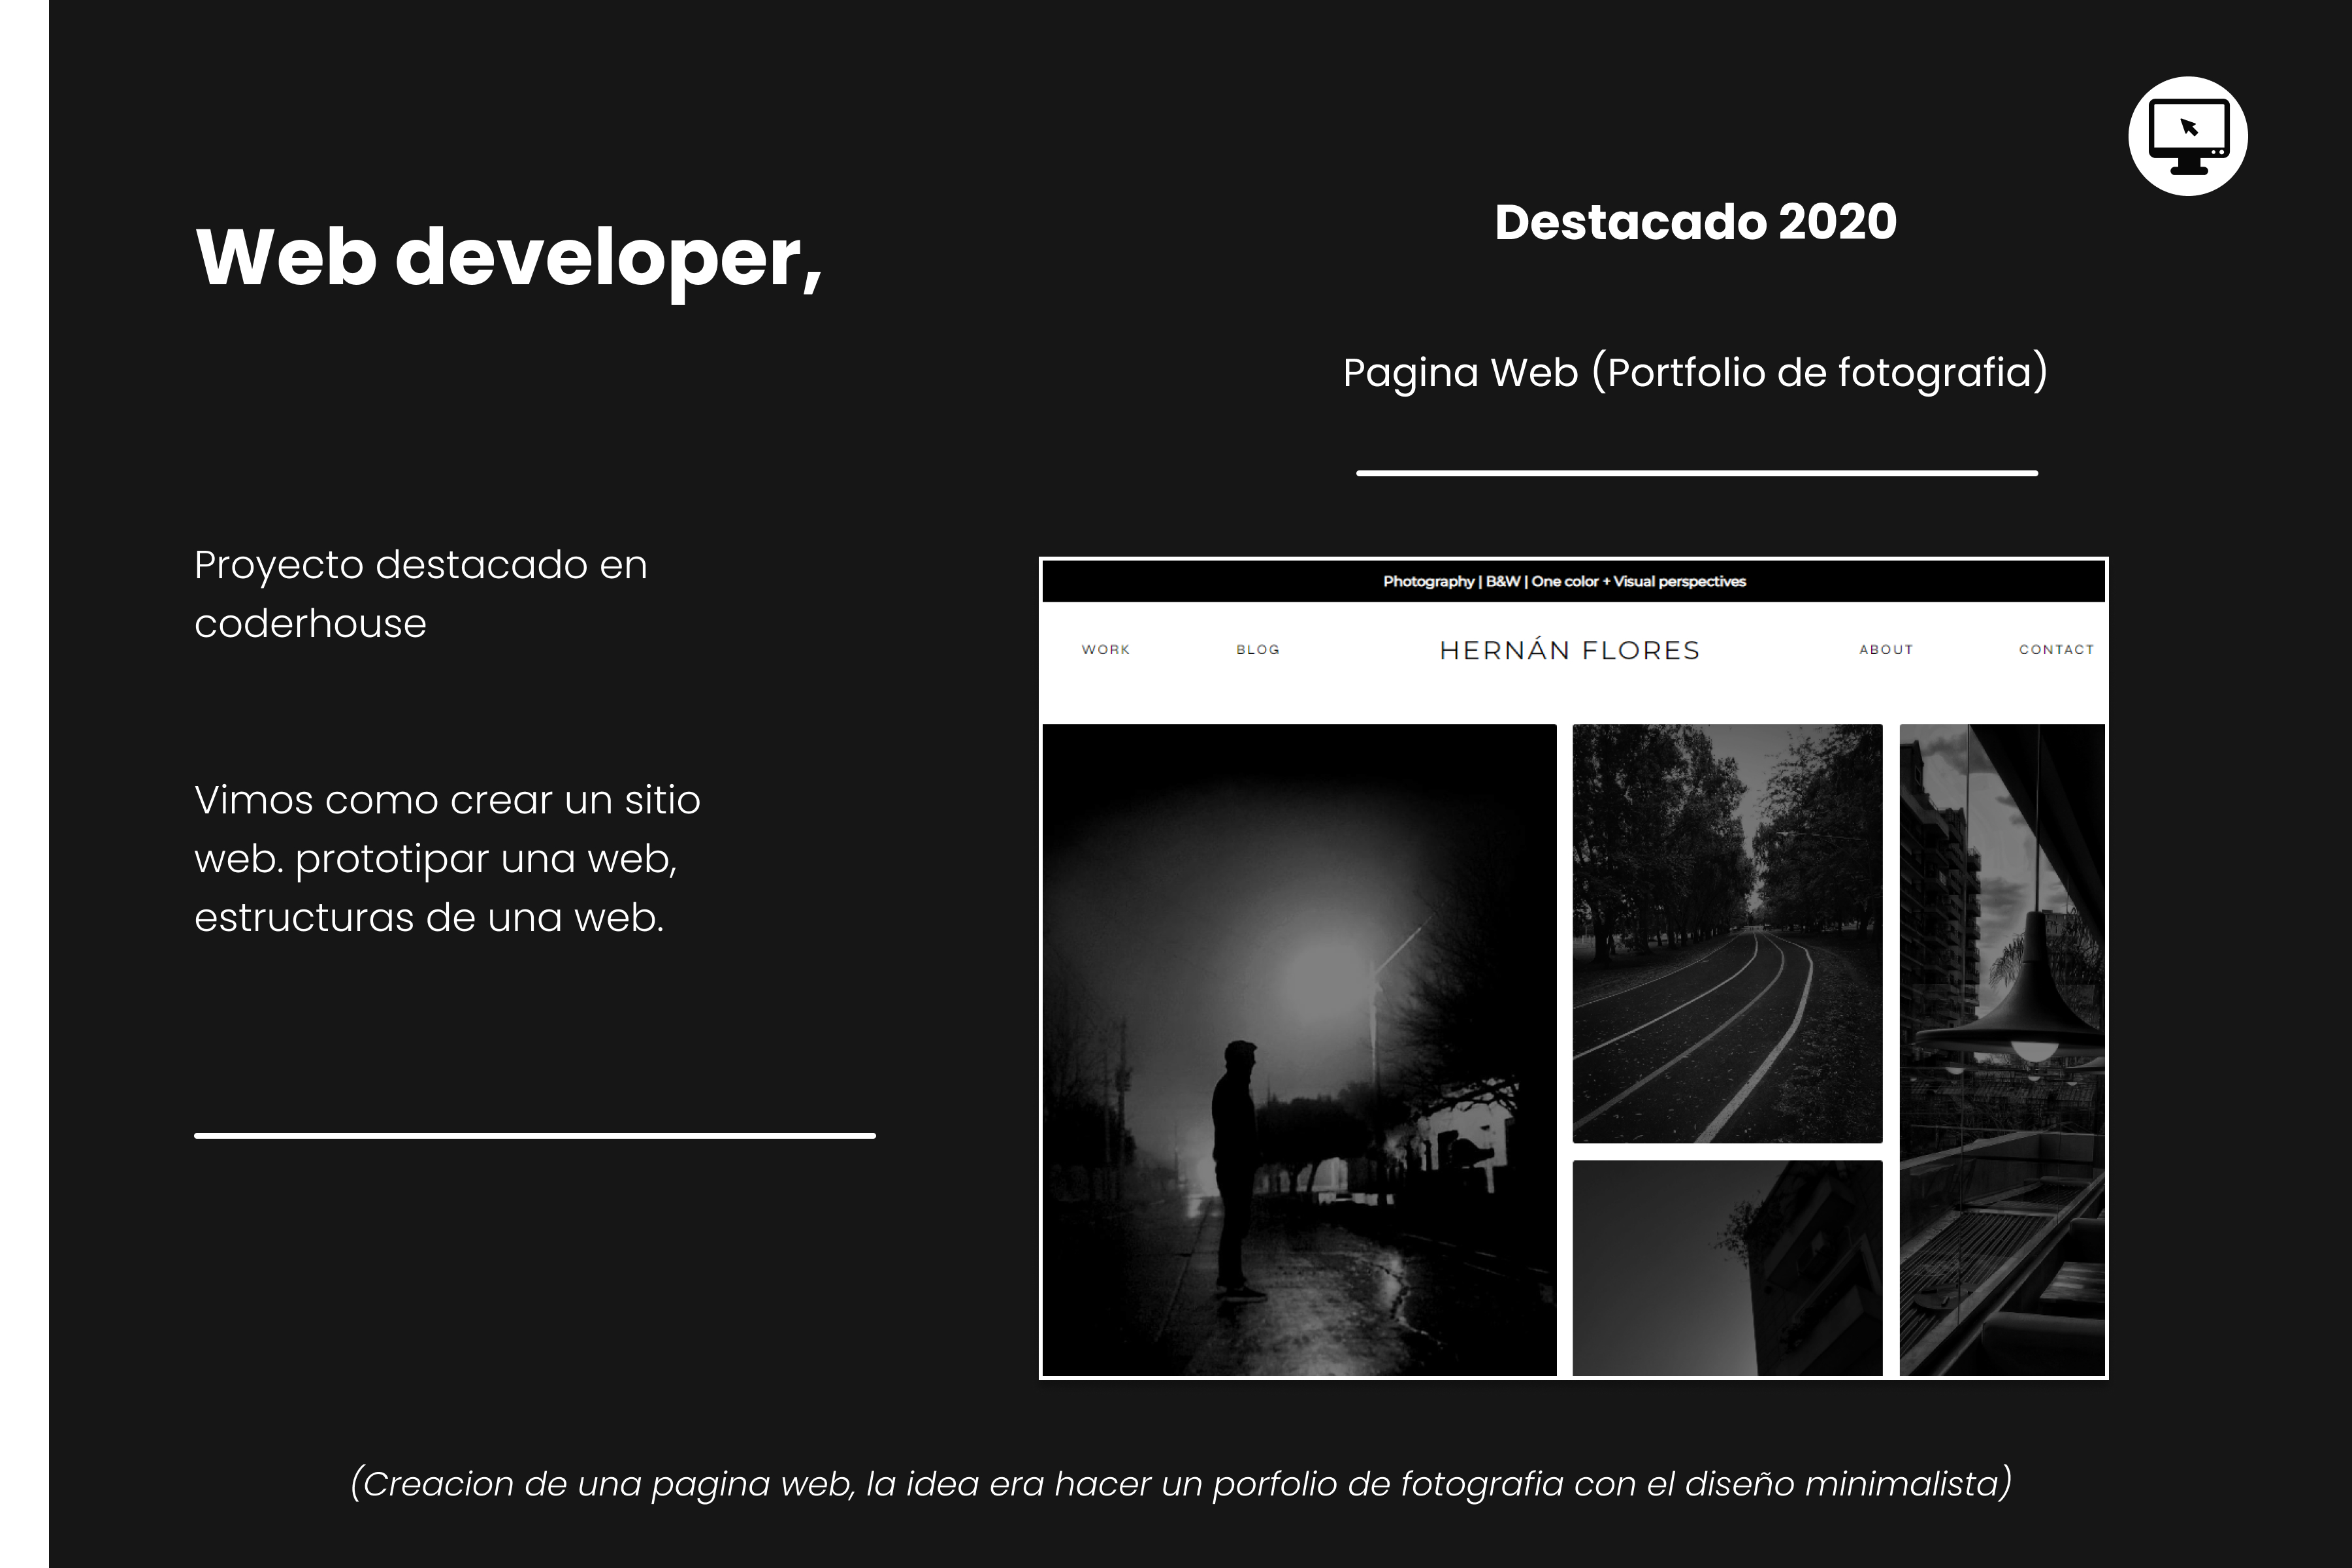 Web developer,
Proyecto destacado en
coderhouse
Vimos como crear un sitio
web. prototipar una web,
estructuras de una web.
Destacado 2020
Pagina Web (Portfolio de fotografia)
Photography | B&W | One color + Visual perspectives
WORK BLOG HERNÁN FLORES ABOUT CONTACT
(Creacion de una pagina web, la idea era hacer un porfolio de fotografia con el diseño minimalista)